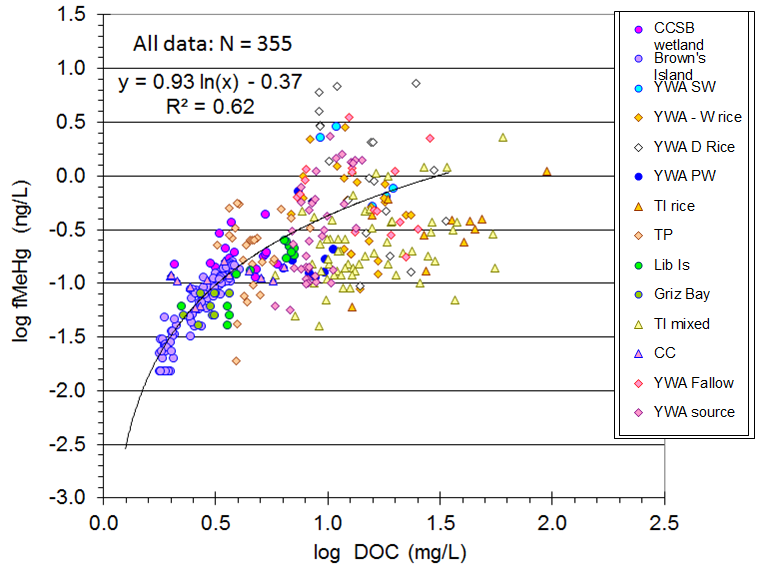 All data: N = 355
y = 0.93 ln(x) - 0.37
R² = 0.62
1.5
1.0
0.5
0.0
-0.5
-1.0
-1.5
-2.0
-2.5
-3.0
log fMeHg (ng/L)
0.0 0.5 1.0 1.5 2.0 2.5
log DOC (mg/L)
CCSB
wetland
Brown's
Island
YWA SW
YWA - W rice
YWA D Rice
YWA PW
TI rice
TP
Lib Is
Griz Bay
TI mixed
CC
YWA Fallow
YWA source